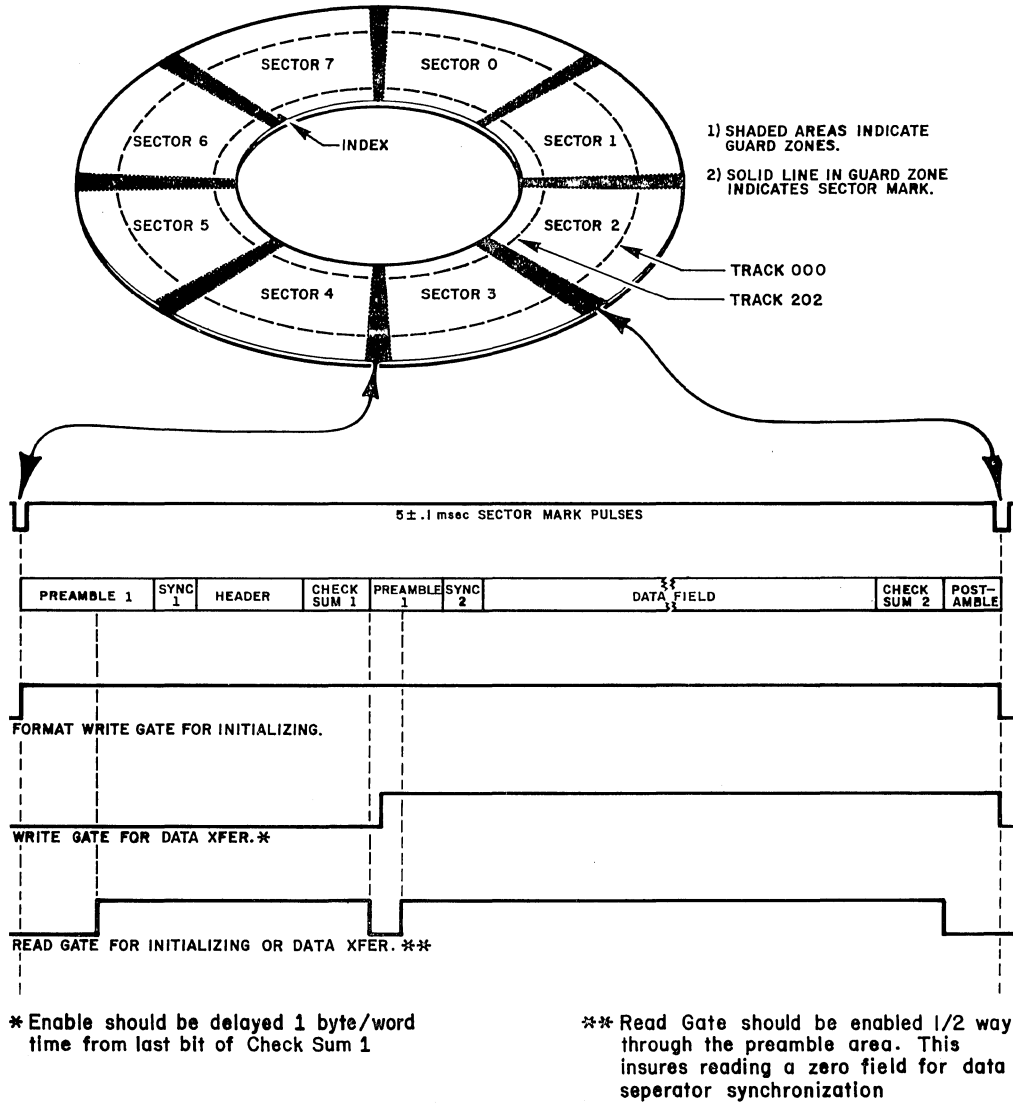 SECTOR 7
SECTOR 0
SECTOR 6
INDEX
SECTOR 1
1) SHADED AREAS INDICATE
GUARD ZONES.
2) SOLID LINE IN GUARD ZONE
INDICATES SECTOR MARK.
SECTOR 5
SECTOR 2
TRACK 000
SECTOR 4
SECTOR 3
TRACK 202
5±.1 msec SECTOR MARK PULSES
PREAMBLE 1
SYNC
1
HEADER
CHECK
SUM 1
PREAMBLE
1
SYNC
2
DATA FIELD
CHECK
SUM 2
POST-
AMBLE
FORMAT WRITE GATE FOR INITIALIZING.
WRITE GATE FOR DATA XFER.*
READ GATE FOR INITIALIZING OR DATA XFER. **
* Enable should be delayed 1 byte/word
time from last bit of Check Sum 1
** Read Gate should be enabled 1/2 way
through the preamble area. This
insures reading a zero field for data
seperator synchronization